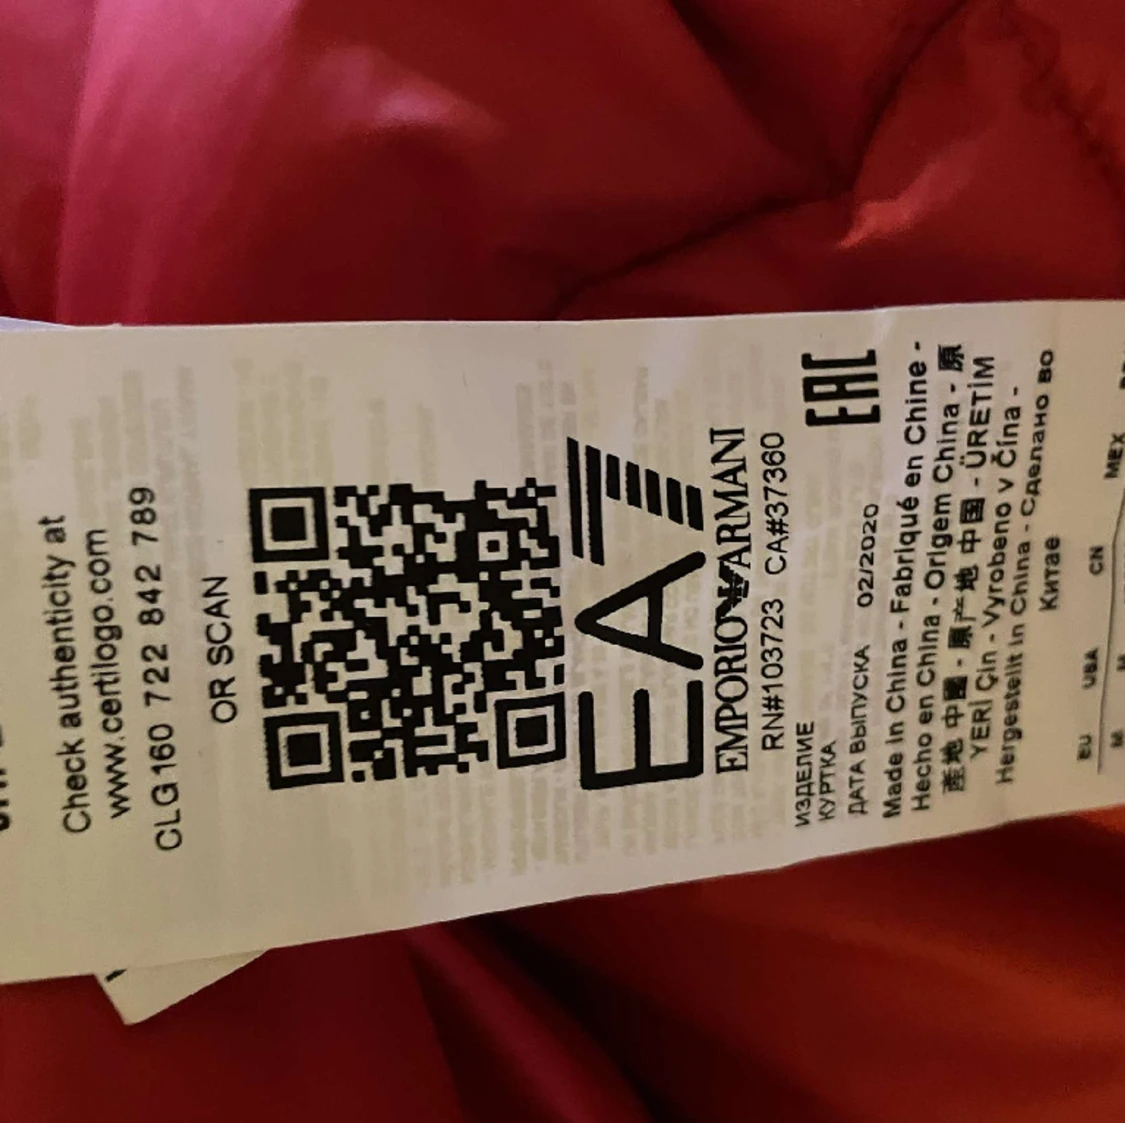 Check authenticity at
www.certilogo.com
CLG160 722 842 789
OR SCAN
EA7
EMPORIO ARMANI
RN#103723 CA#37360
ИЗДЕЛИЕ
КУРТКА
EAC
ДАТА ВЫПУСКА 02/2020
Made in China - Fabriqué en Chine -
Hecho en China - Origem China - 原
産地 中國 - 原产地 中国 - ÜRETİM
YERİ Çin - Vyrobeno v Čína -
Hergestellt in China - Сделано во
Китае
EU USA CN MEX
M M